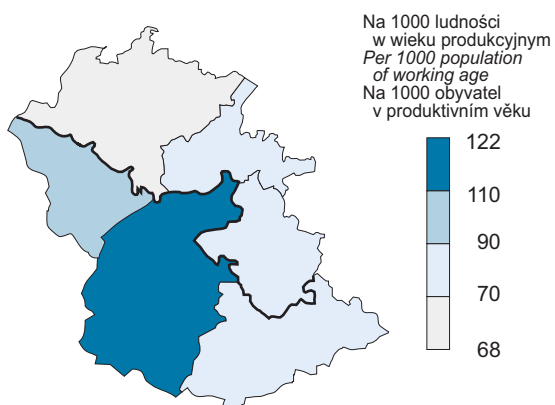 Na 1000 ludności
w wieku produkcyjnym
Per 1000 population
of working age
Na 1000 obyvatel
v produktivním věku
122
110
90
70
68